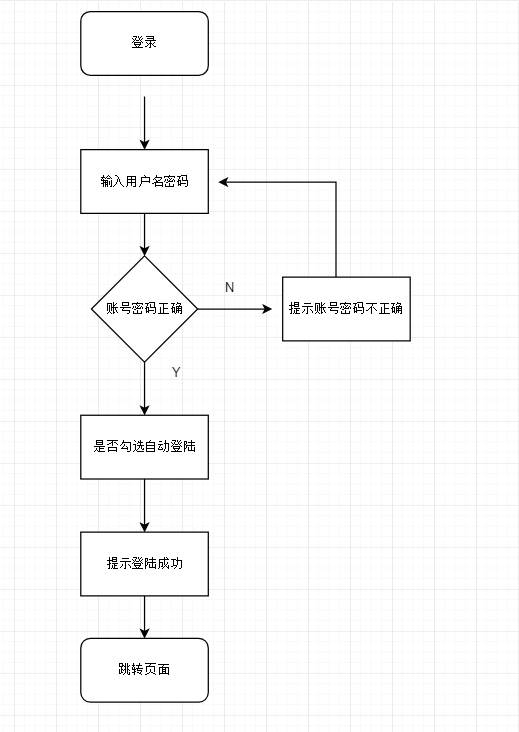 登录
输入用户名密码
账号密码正确
N
提示账号密码不正确
Y
是否勾选自动登陆
提示登陆成功
跳转页面